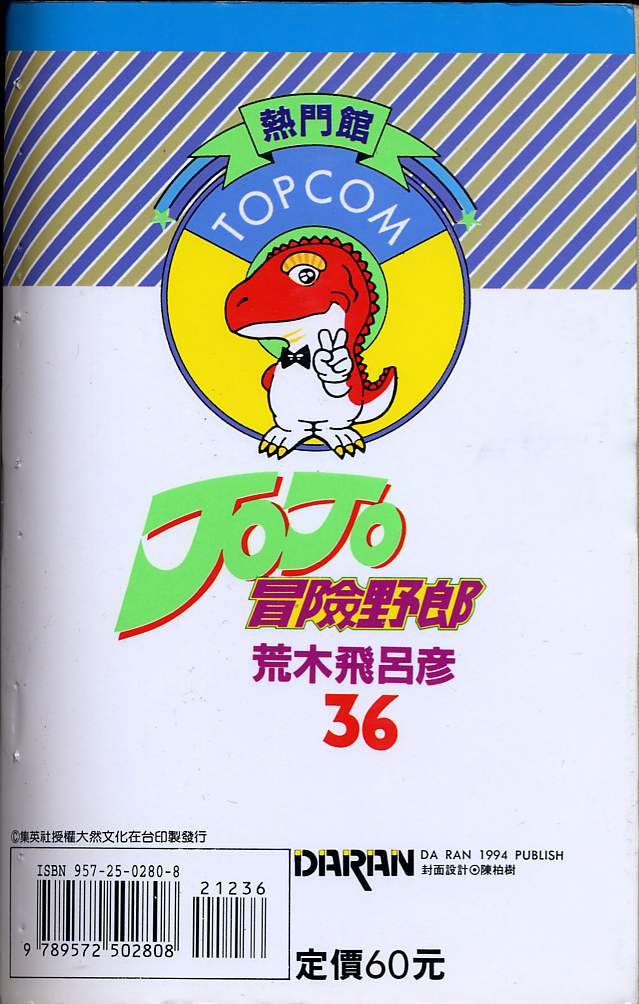 熱門館
TOPCOM
JoJo
冒險野郎
荒木飛呂彦
36
©集英社授權大然文化在台印製發行
ISBN 957-25-0280-8
21236
9 789572 502808
DARAN
DA RAN 1994 PUBLISH
封面設計⊙陳柏樹
定價60元